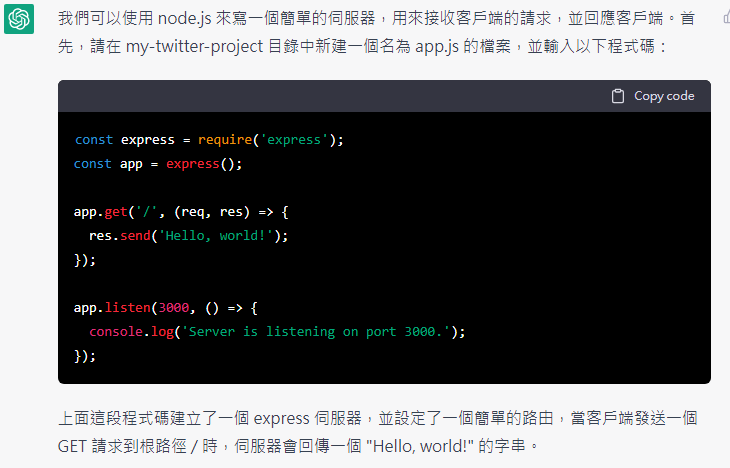 我們可以使用 node.js 來寫一個簡單的伺服器，用來接收客戶端的請求，並回應客戶端。首
先，請在 my-twitter-project 目錄中新建一個名為 app.js 的檔案，並輸入以下程式碼：
Copy code
const express = require('express');
const app = express();
app.get('/', (req, res) => {
  res.send('Hello, world!');
});
app.listen(3000, () => {
  console.log('Server is listening on port 3000.');
});
上面這段程式碼建立了一個 express 伺服器，並設定了一個簡單的路由，當客戶端發送一個
GET 請求到根路徑 / 時，伺服器會回傳一個 "Hello, world!" 的字串。